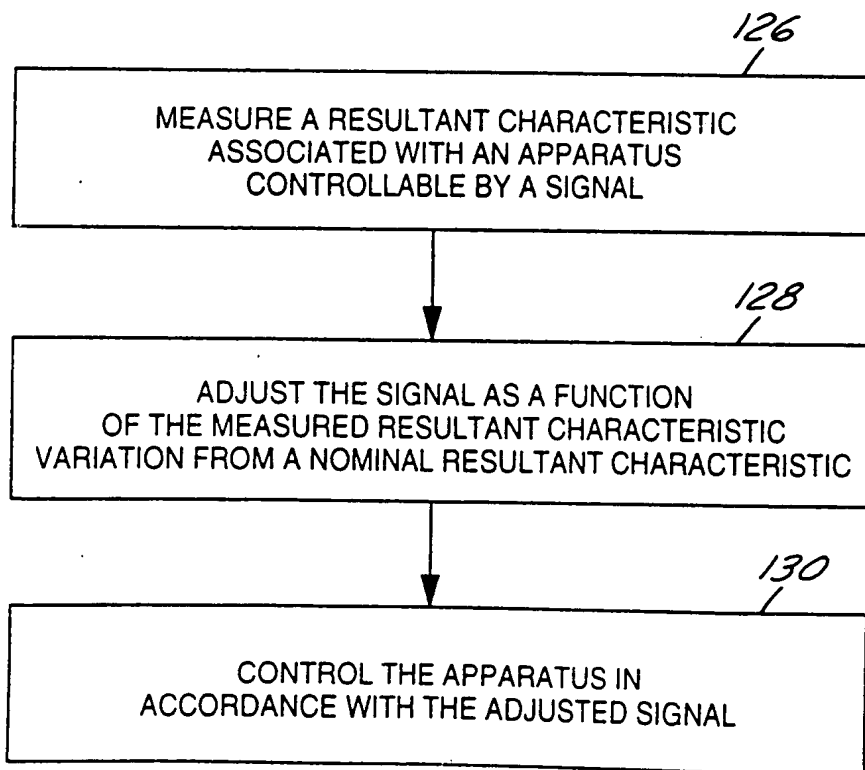 126
MEASURE A RESULTANT CHARACTERISTIC
ASSOCIATED WITH AN APPARATUS
CONTROLLABLE BY A SIGNAL
128
ADJUST THE SIGNAL AS A FUNCTION
OF THE MEASURED RESULTANT CHARACTERISTIC
VARIATION FROM A NOMINAL RESULTANT CHARACTERISTIC
130
CONTROL THE APPARATUS IN
ACCORDANCE WITH THE ADJUSTED SIGNAL